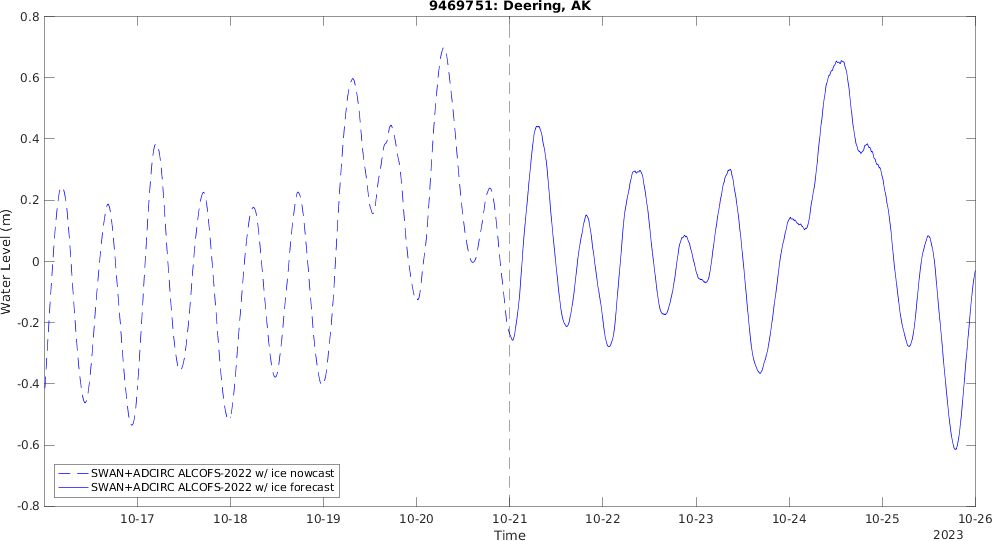 9469751: Deering, AK
0.8
0.6
0.4
0.2
0
-0.2
-0.4
-0.6
-0.8
Water Level (m)
SWAN+ADCIRC ALCOFS-2022 w/ ice nowcast
SWAN+ADCIRC ALCOFS-2022 w/ ice forecast
10-17 10-18 10-19 10-20 10-21 10-22 10-23 10-24 10-25 10-26
Time
2023